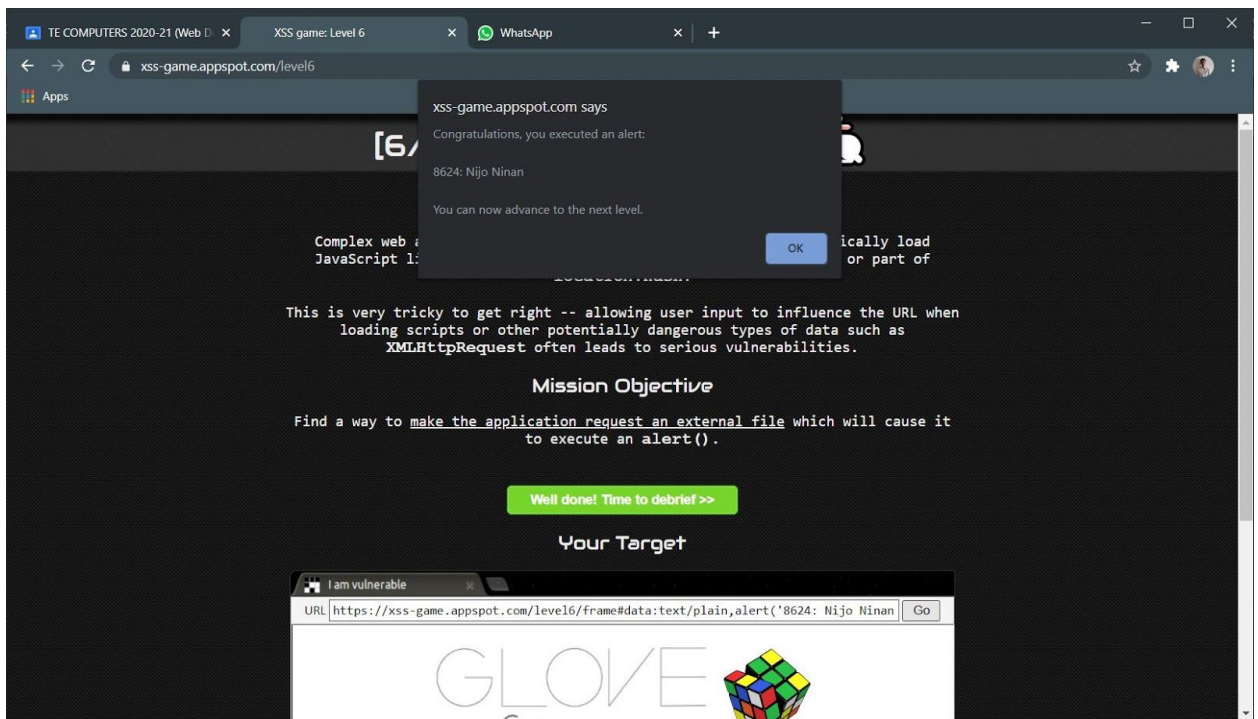 TE COMPUTERS 2020-21 (Web D
XSS game: Level 6
WhatsApp
xss-game.appspot.com/level6
Apps
xss-game.appspot.com says
Congratulations, you executed an alert:
8624: Nijo Ninan
You can now advance to the next level.
OK
[6/
Complex web a
ically load
JavaScript li
or part of
This is very tricky to get right -- allowing user input to influence the URL when
loading scripts or other potentially dangerous types of data such as
XMLHttpRequest often leads to serious vulnerabilities.
Mission Objective
Find a way to make the application request an external file which will cause it
to execute an alert().
Well done! Time to debrief >>
Your Target
I am vulnerable
URL https://xss-game.appspot.com/level6/frame#data:text/plain,alert('8624: Nijo Ninan Go
GLOVE